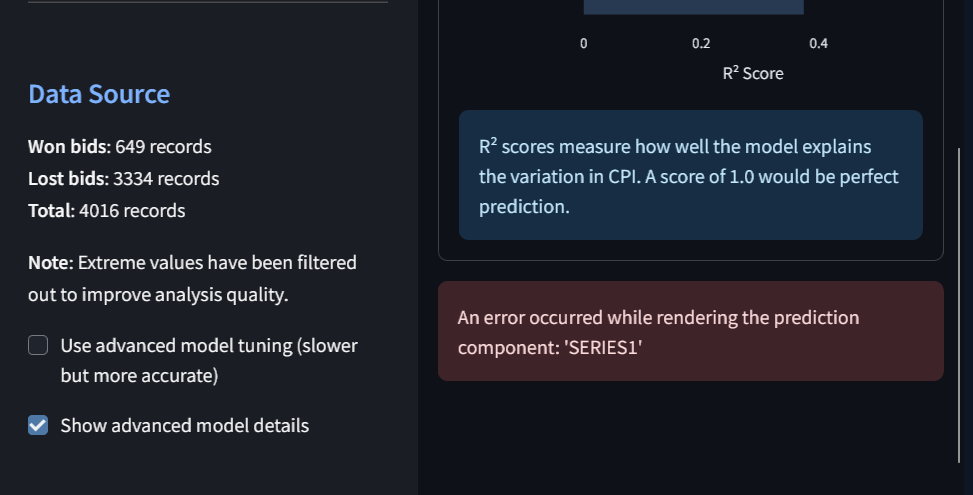 Data Source
Won bids: 649 records
Lost bids: 3334 records
Total: 4016 records
Note: Extreme values have been filtered
out to improve analysis quality.
Use advanced model tuning (slower
but more accurate)
Show advanced model details
0 0.2 0.4
R² Score
R² scores measure how well the model explains
the variation in CPI. A score of 1.0 would be perfect
prediction.
An error occurred while rendering the prediction
component: 'SERIES1'